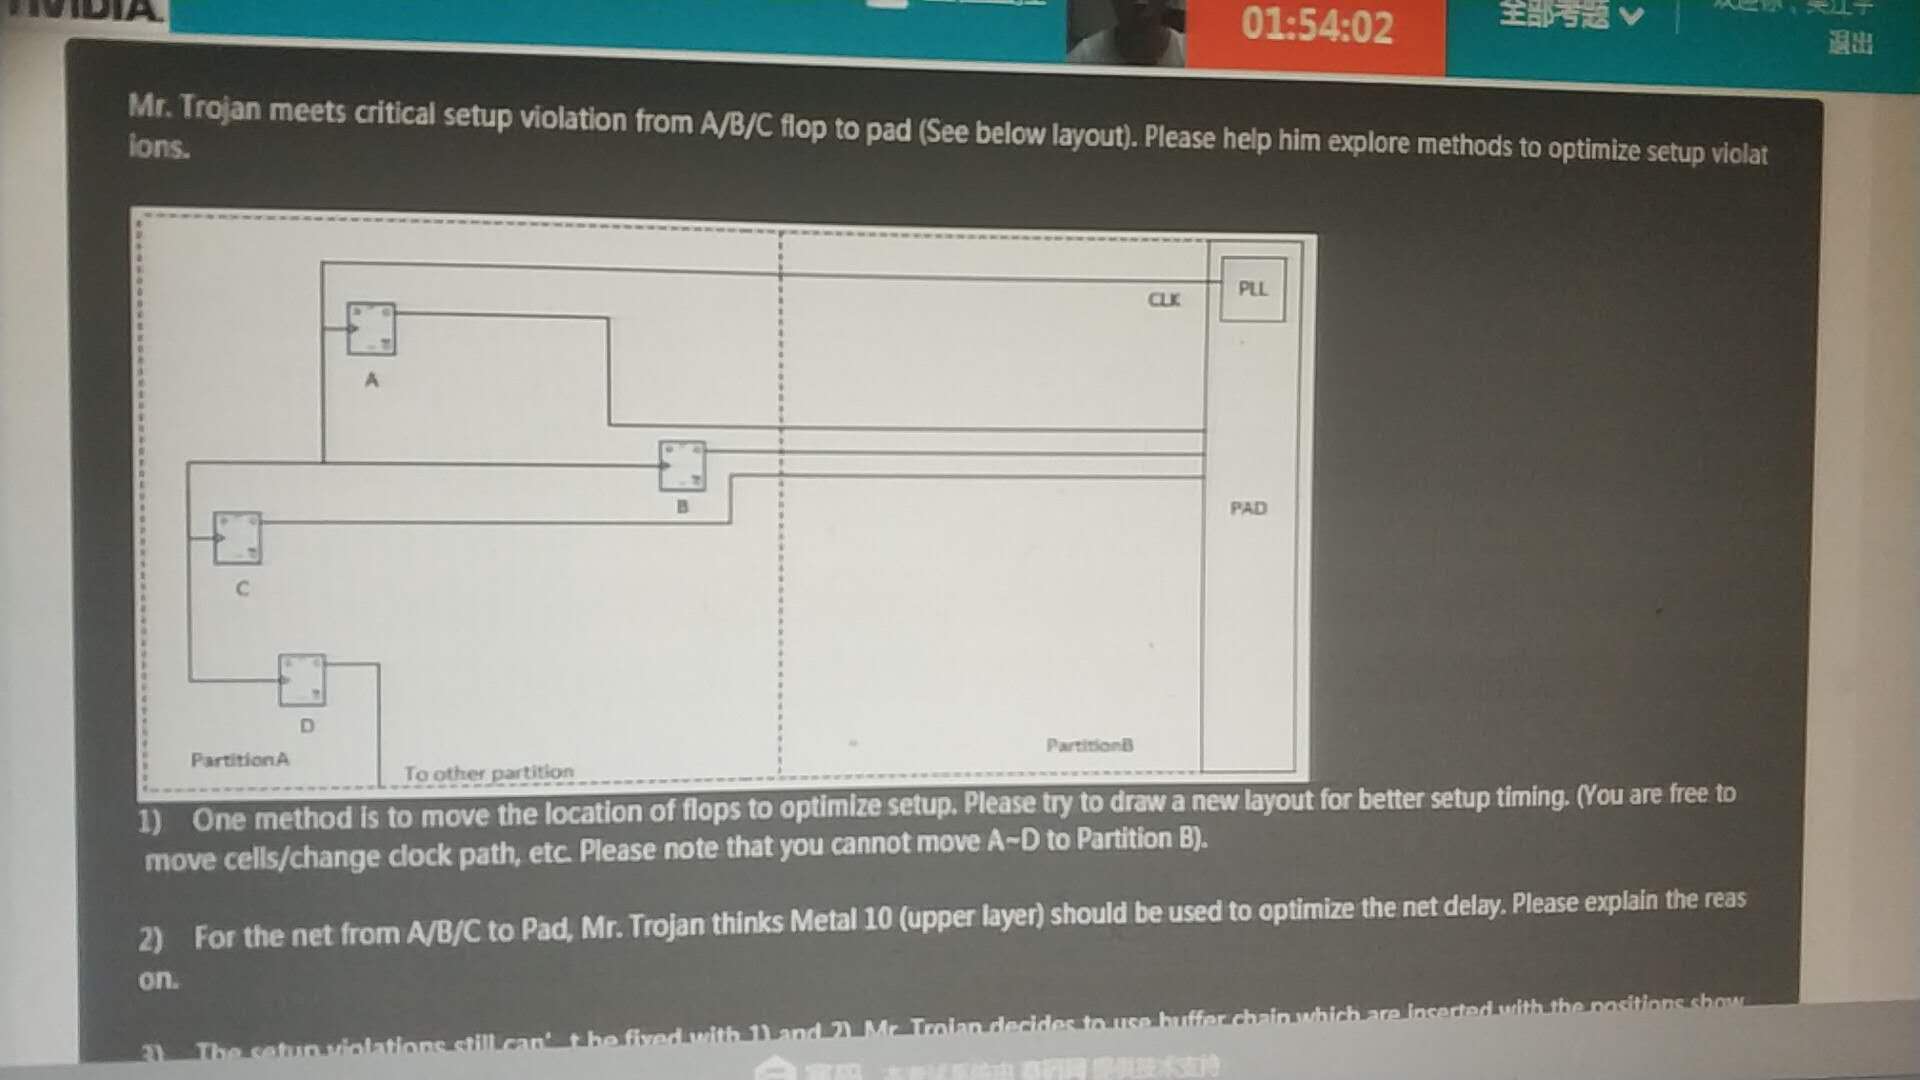 NVIDIA
01:54:02
全部考题
退出
Mr. Trojan meets critical setup violation from A/B/C flop to pad (See below layout). Please help him explore methods to optimize setup violat
ions.
CLK
PLL
A
B
PAD
C
D
PartitionA
To other partition
PartitionB
1) One method is to move the location of flops to optimize setup. Please try to draw a new layout for better setup timing. (You are free to
move cells/change clock path, etc. Please note that you cannot move A~D to Partition B).
2) For the net from A/B/C to Pad, Mr. Trojan thinks Metal 10 (upper layer) should be used to optimize the net delay. Please explain the reas
on.
3) The setup violations still can't be fixed with 1) and 2) Mr. Trojan decides to use buffer chain which are inserted with the positions show